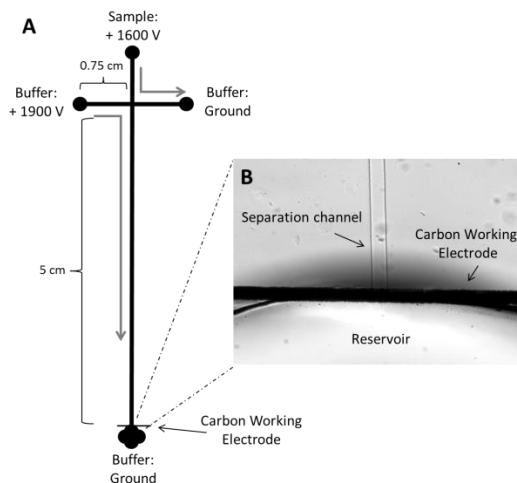 A
Sample:
+ 1600 V
0.75 cm
Buffer:
+ 1900 V
Buffer:
Ground
5 cm
B
Separation channel
Carbon Working
Electrode
Reservoir
Carbon Working
Electrode
Buffer:
Ground